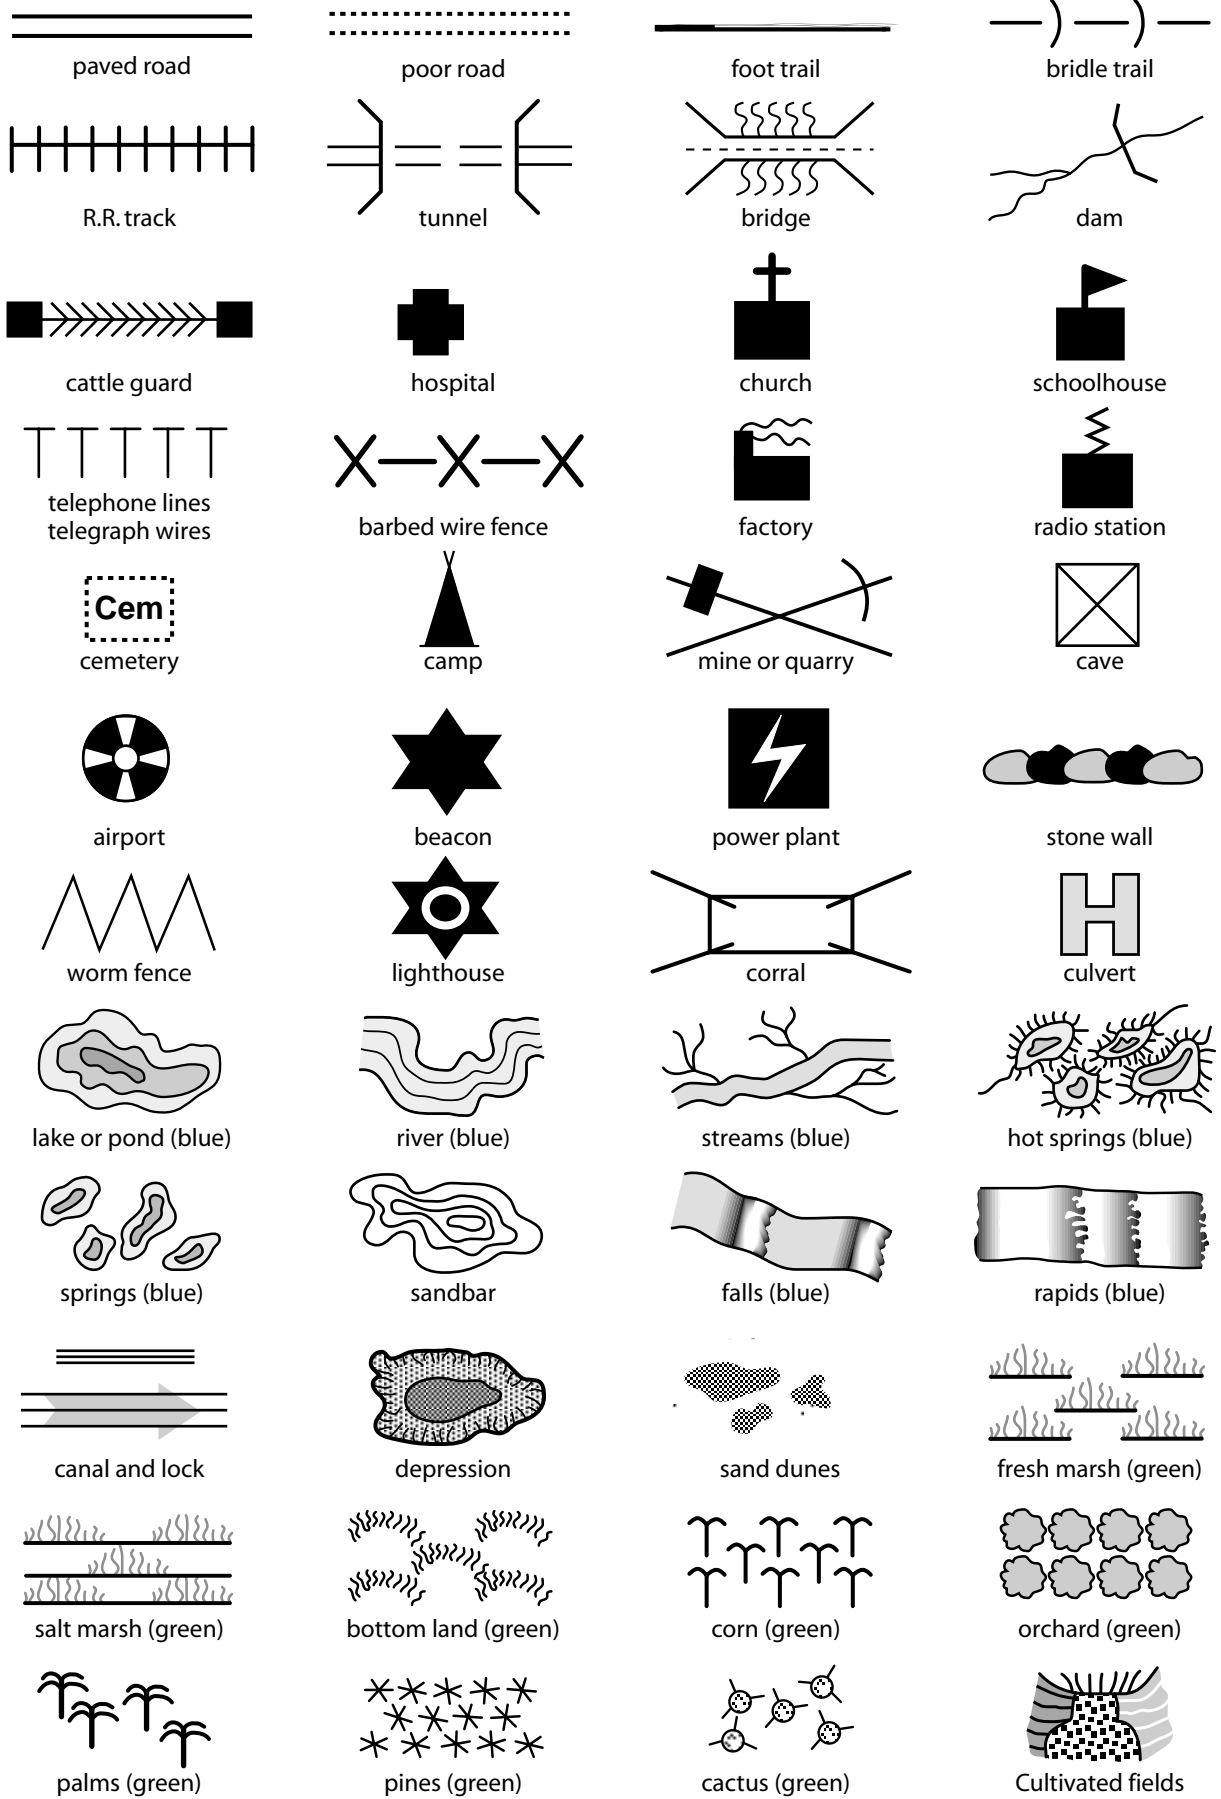 paved road
poor road
foot trail
bridle trail
R.R. track
tunnel
bridge
dam
cattle guard
hospital
church
schoolhouse
telephone lines
telegraph wires
barbed wire fence
factory
radio station
Cem
cemetery
camp
mine or quarry
cave
airport
beacon
power plant
stone wall
worm fence
lighthouse
corral
H
culvert
lake or pond (blue)
river (blue)
streams (blue)
hot springs (blue)
springs (blue)
sandbar
falls (blue)
rapids (blue)
canal and lock
depression
sand dunes
fresh marsh (green)
salt marsh (green)
bottom land (green)
corn (green)
orchard (green)
palms (green)
pines (green)
cactus (green)
Cultivated fields